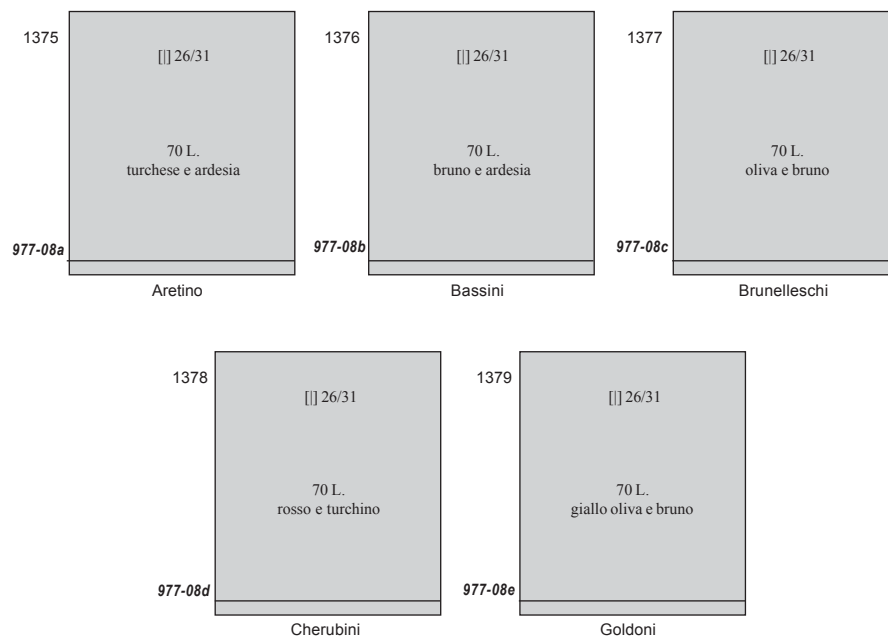 1375
[|] 26/31
70 L.
turchese e ardesia
977-08a
Aretino
1376
[|] 26/31
70 L.
bruno e ardesia
977-08b
Bassini
1377
[|] 26/31
70 L.
oliva e bruno
977-08c
Brunelleschi
1378
[|] 26/31
70 L.
rosso e turchino
977-08d
Cherubini
1379
[|] 26/31
70 L.
giallo oliva e bruno
977-08e
Goldoni